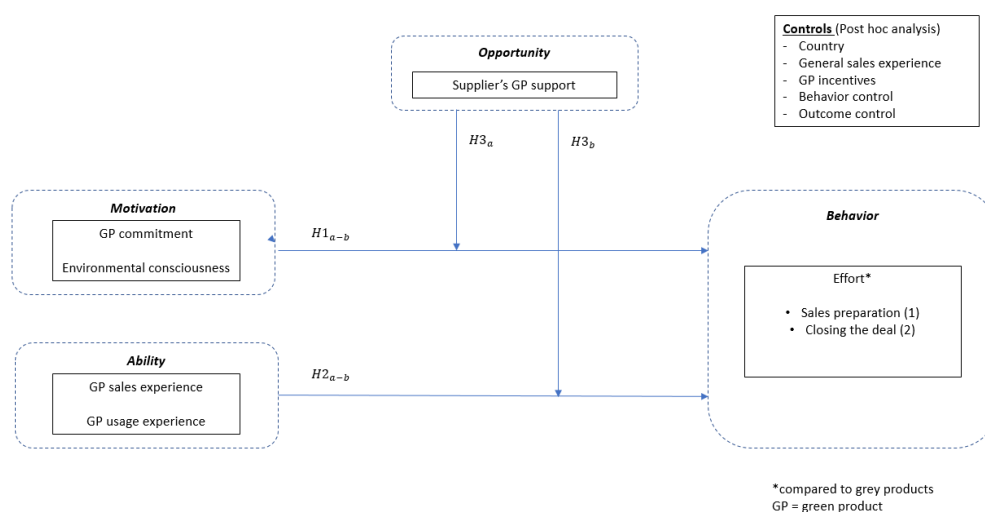 Opportunity
Supplier's GP support
Controls (Post hoc analysis)
- Country
- General sales experience
- GP incentives
- Behavior control
- Outcome control
H3a
H3b
Motivation
GP commitment
Environmental consciousness
H1a−b
Behavior
Effort*
• Sales preparation (1)
• Closing the deal (2)
Ability
GP sales experience
GP usage experience
H2a−b
*compared to grey products
GP = green product